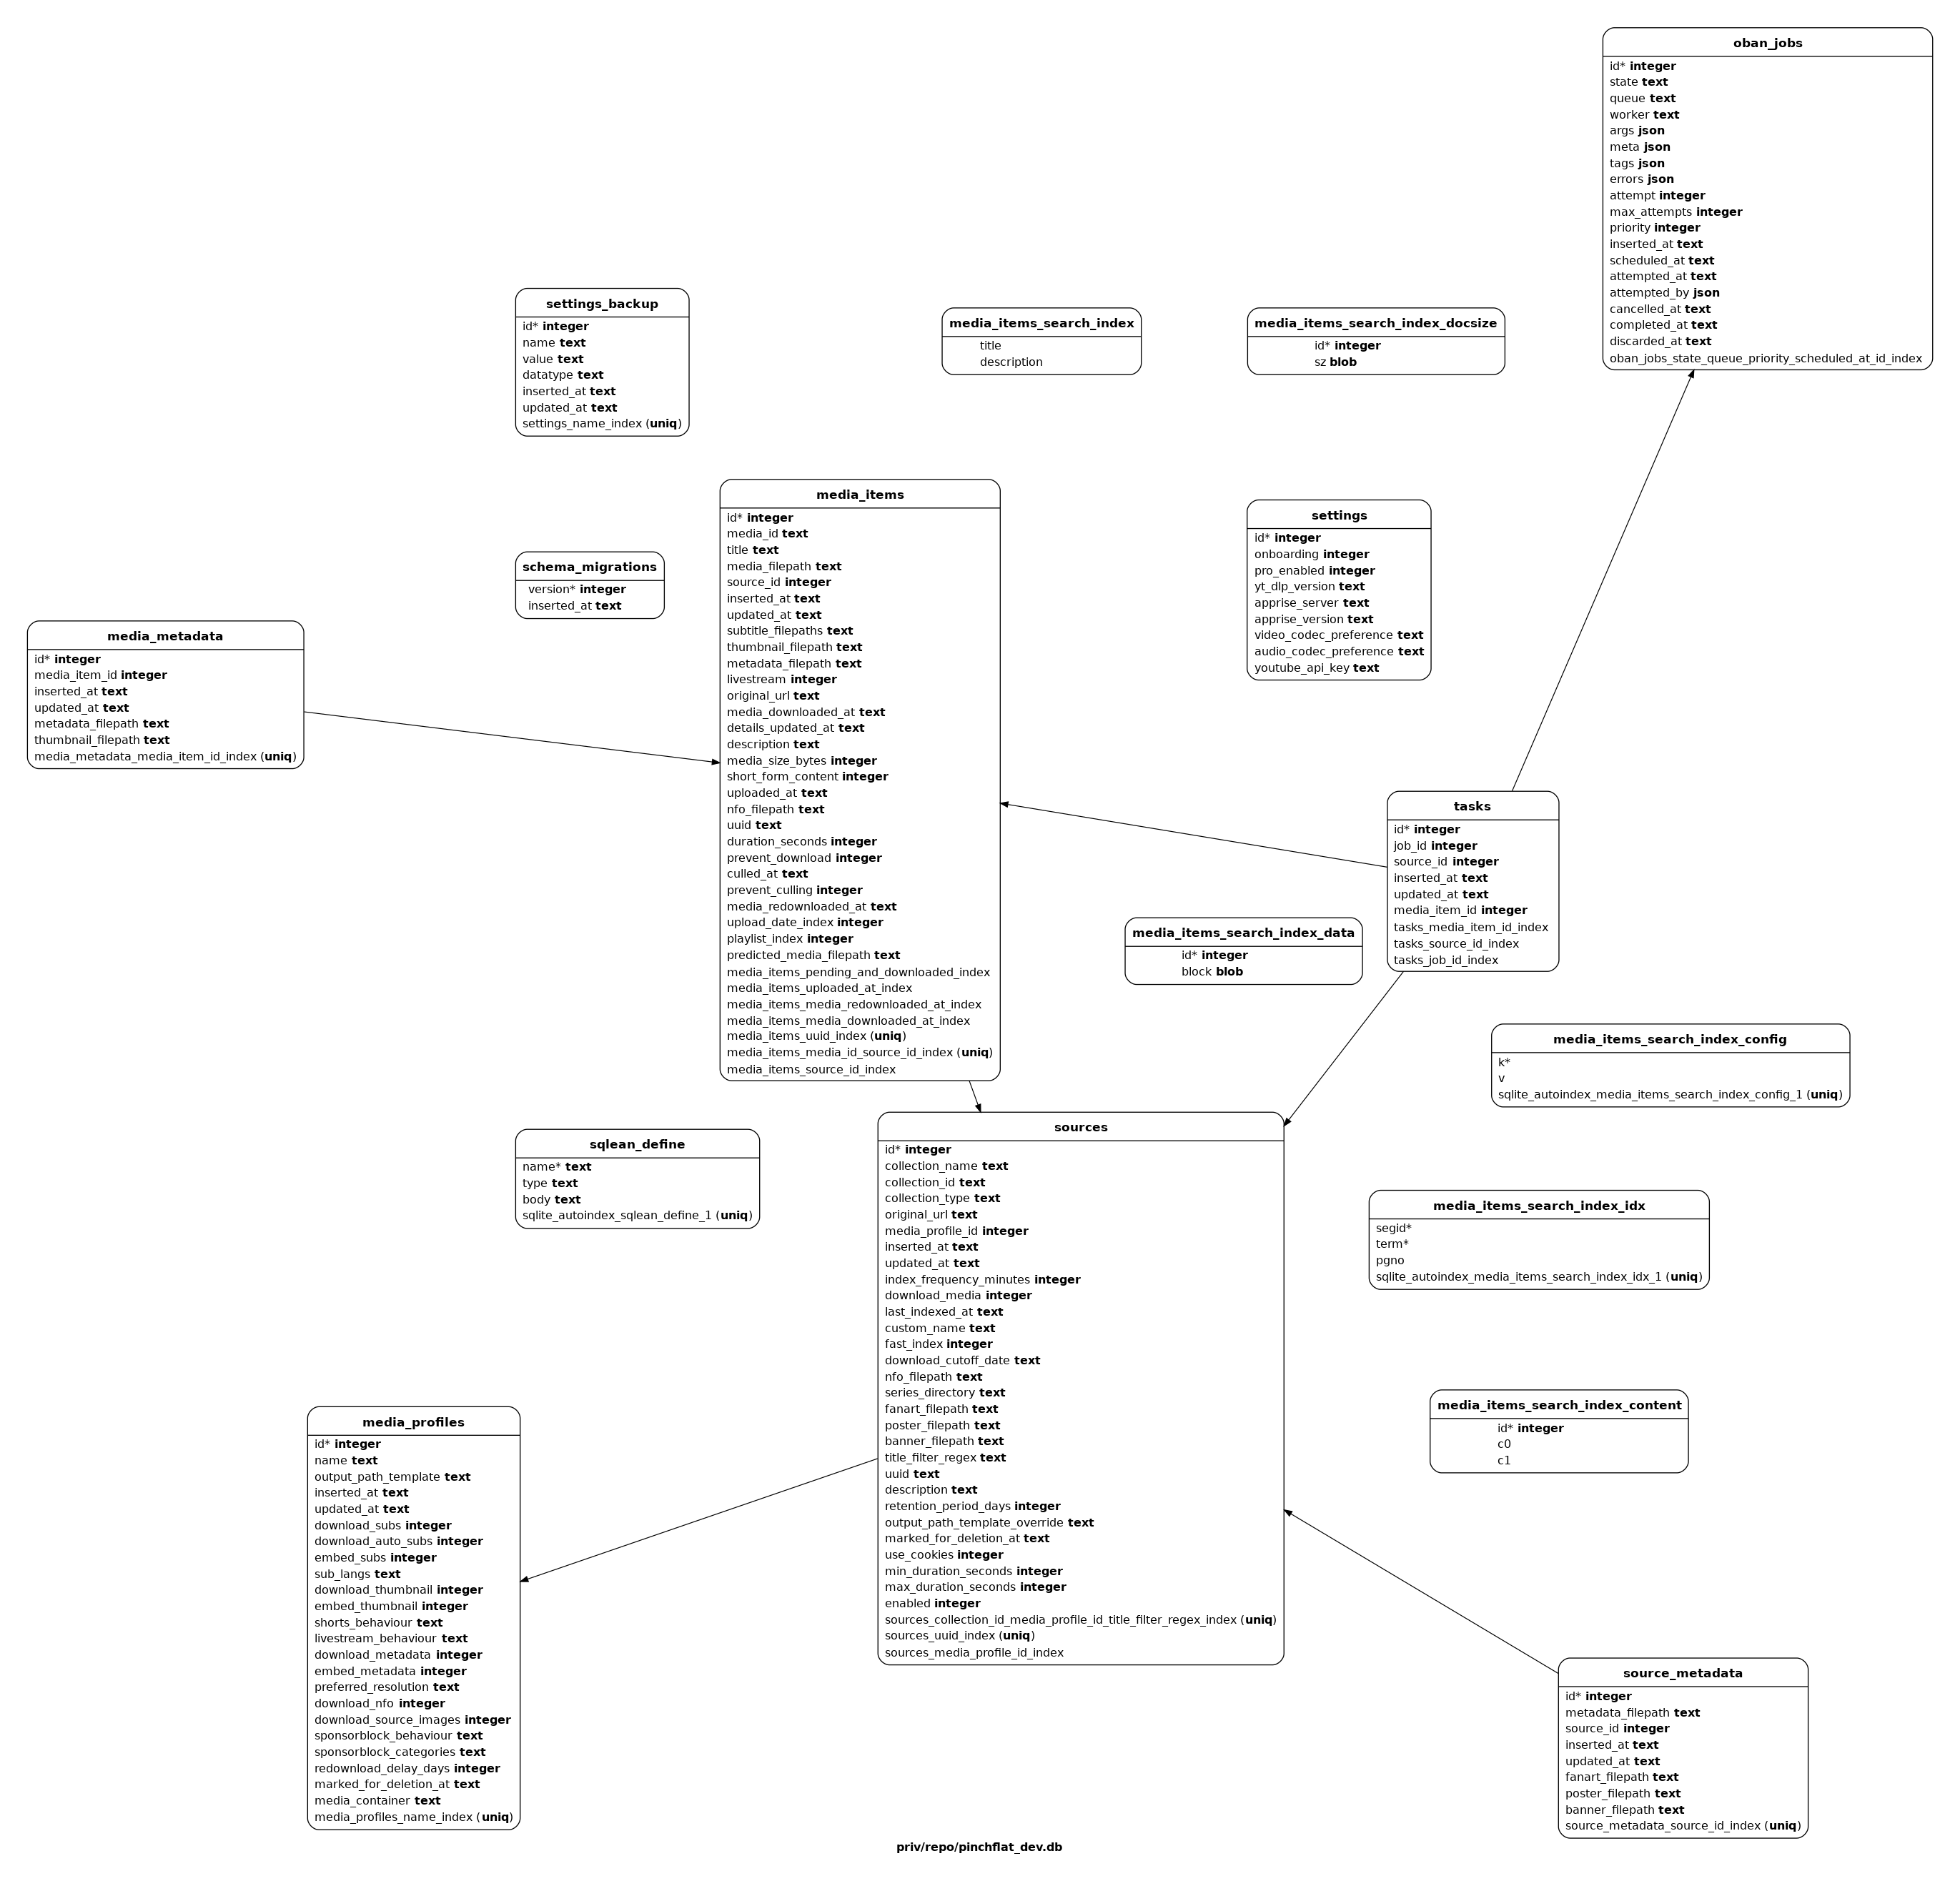 oban_jobs
id* integer
state text
queue text
worker text
args json
meta json
tags json
errors json
attempt integer
max_attempts integer
priority integer
inserted_at text
scheduled_at text
attempted_at text
attempted_by json
cancelled_at text
completed_at text
discarded_at text
oban_jobs_state_queue_priority_scheduled_at_id_index
settings_backup
id* integer
name text
value text
datatype text
inserted_at text
updated_at text
settings_name_index (uniq)
media_items_search_index
title
description
media_items_search_index_docsize
id* integer
sz blob
media_items
id* integer
media_id text
title text
media_filepath text
source_id integer
inserted_at text
updated_at text
subtitle_filepaths text
thumbnail_filepath text
metadata_filepath text
livestream integer
original_url text
media_downloaded_at text
details_updated_at text
description text
media_size_bytes integer
short_form_content integer
uploaded_at text
nfo_filepath text
uuid text
duration_seconds integer
prevent_download integer
culled_at text
prevent_culling integer
media_redownloaded_at text
upload_date_index integer
playlist_index integer
predicted_media_filepath text
media_items_pending_and_downloaded_index
media_items_uploaded_at_index
media_items_media_redownloaded_at_index
media_items_media_downloaded_at_index
media_items_uuid_index (uniq)
media_items_media_id_source_id_index (uniq)
media_items_source_id_index
settings
id* integer
onboarding integer
pro_enabled integer
yt_dlp_version text
apprise_server text
apprise_version text
video_codec_preference text
audio_codec_preference text
youtube_api_key text
schema_migrations
version* integer
inserted_at text
media_metadata
id* integer
media_item_id integer
inserted_at text
updated_at text
metadata_filepath text
thumbnail_filepath text
media_metadata_media_item_id_index (uniq)
tasks
id* integer
job_id integer
source_id integer
inserted_at text
updated_at text
media_item_id integer
tasks_media_item_id_index
tasks_source_id_index
tasks_job_id_index
media_items_search_index_data
id* integer
block blob
media_items_search_index_config
k*
v
sqlite_autoindex_media_items_search_index_config_1 (uniq)
sqlean_define
name* text
type text
body text
sqlite_autoindex_sqlean_define_1 (uniq)
sources
id* integer
collection_name text
collection_id text
collection_type text
original_url text
media_profile_id integer
inserted_at text
updated_at text
index_frequency_minutes integer
download_media integer
last_indexed_at text
custom_name text
fast_index integer
download_cutoff_date text
nfo_filepath text
series_directory text
fanart_filepath text
poster_filepath text
banner_filepath text
title_filter_regex text
uuid text
description text
retention_period_days integer
output_path_template_override text
marked_for_deletion_at text
use_cookies integer
min_duration_seconds integer
max_duration_seconds integer
enabled integer
sources_collection_id_media_profile_id_title_filter_regex_index (uniq)
sources_uuid_index (uniq)
sources_media_profile_id_index
media_items_search_index_idx
segid*
term*
pgno
sqlite_autoindex_media_items_search_index_idx_1 (uniq)
media_items_search_index_content
id* integer
c0
c1
media_profiles
id* integer
name text
output_path_template text
inserted_at text
updated_at text
download_subs integer
download_auto_subs integer
embed_subs integer
sub_langs text
download_thumbnail integer
embed_thumbnail integer
shorts_behaviour text
livestream_behaviour text
download_metadata integer
embed_metadata integer
preferred_resolution text
download_nfo integer
download_source_images integer
sponsorblock_behaviour text
sponsorblock_categories text
redownload_delay_days integer
marked_for_deletion_at text
media_container text
media_profiles_name_index (uniq)
source_metadata
id* integer
metadata_filepath text
source_id integer
inserted_at text
updated_at text
fanart_filepath text
poster_filepath text
banner_filepath text
source_metadata_source_id_index (uniq)
priv/repo/pinchflat_dev.db